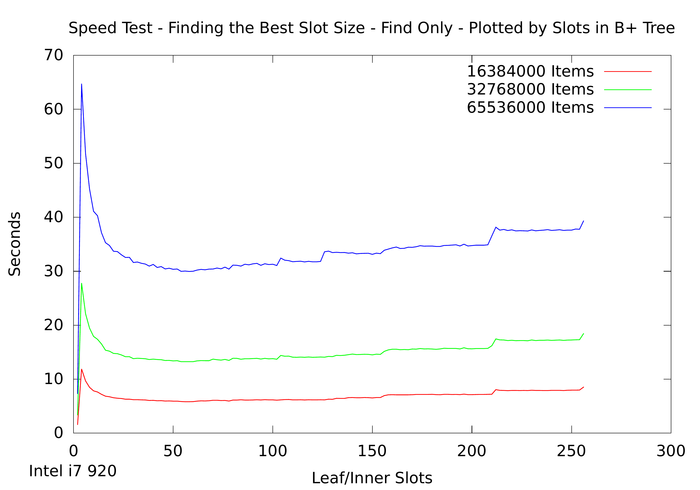 Speed Test - Finding the Best Slot Size - Find Only - Plotted by Slots in B+ Tree
70
60
50
40
30
20
10
0
Seconds
16384000 Items
32768000 Items
65536000 Items
0 50 100 150 200 250 300
Intel i7 920
Leaf/Inner Slots